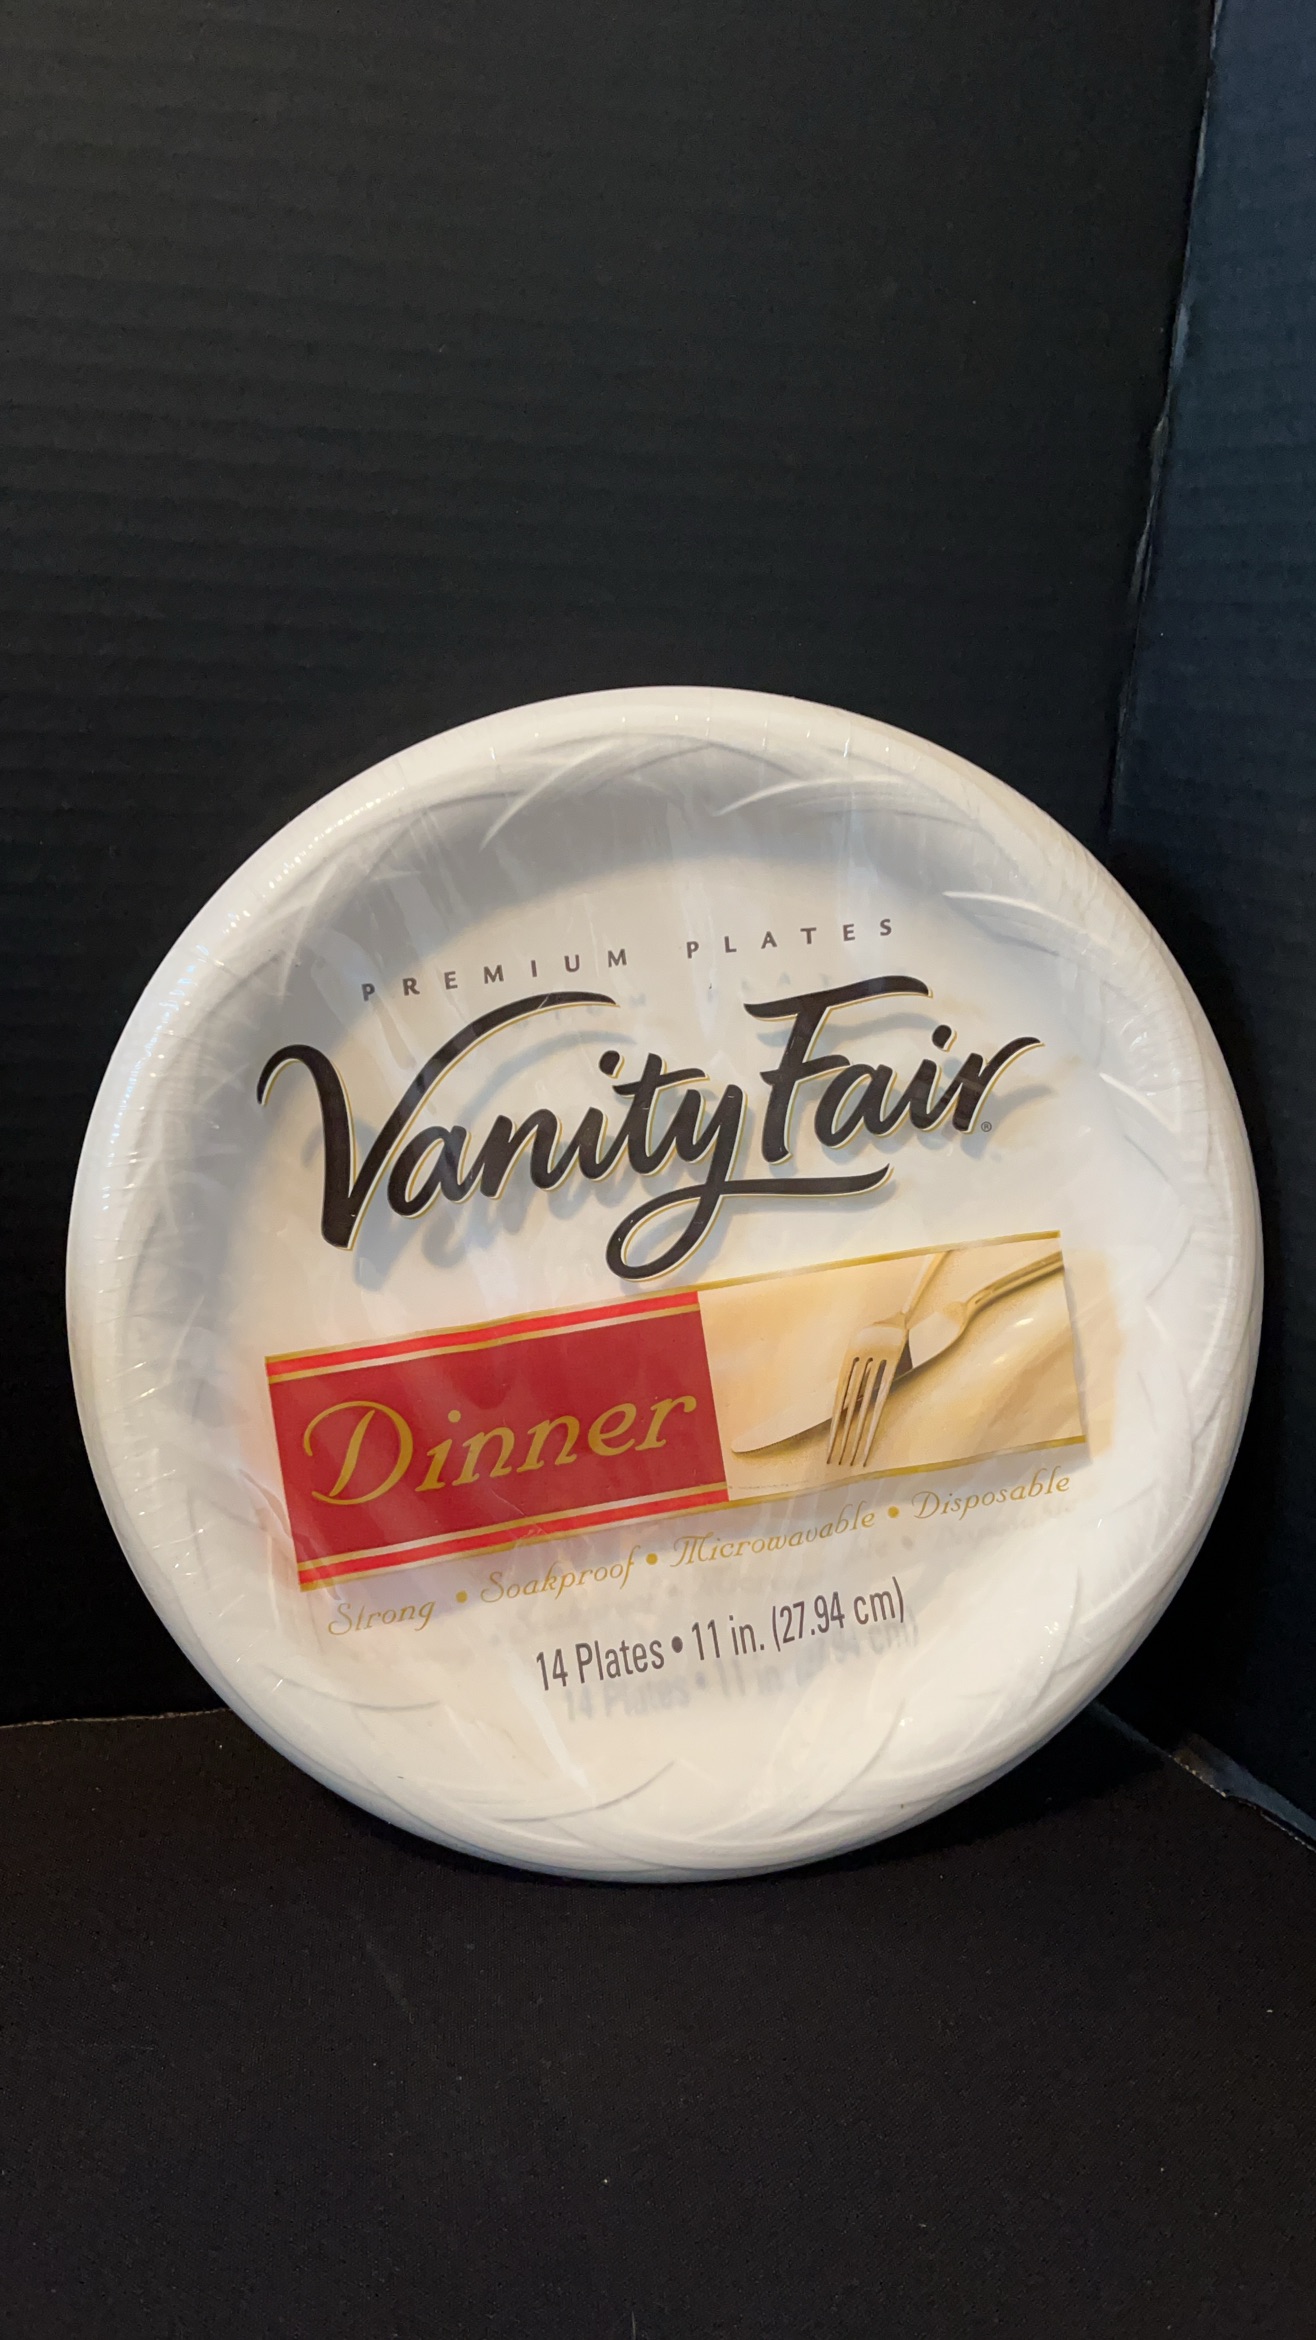 PREMIUM PLATES
Vanity Fair®
Dinner
Strong • Soakproof • Microwavable • Disposable
14 Plates • 11 in. (27.94 cm)